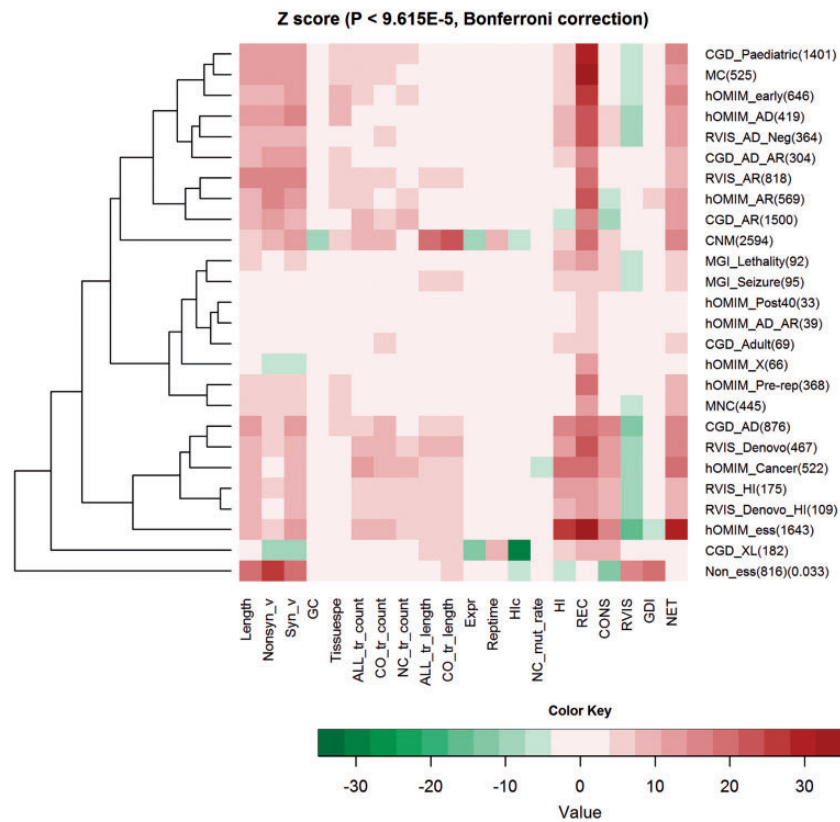 Z score (P < 9.615E-5, Bonferroni correction)
CGD_Paediatric(1401)
MC(525)
hOMIM_early(646)
hOMIM_AD(419)
RVIS_AD_Neg(364)
CGD_AD_AR(304)
RVIS_AR(818)
hOMIM_AR(569)
CGD_AR(1500)
CNM(2594)
MGI_Lethality(92)
MGI_Seizure(95)
hOMIM_Post40(33)
hOMIM_AD_AR(39)
CGD_Adult(69)
hOMIM_X(66)
hOMIM_Pre-rep(368)
MNC(445)
CGD_AD(876)
RVIS_Denovo(467)
hOMIM_Cancer(522)
RVIS_HI(175)
RVIS_Denovo_HI(109)
hOMIM_ess(1643)
CGD_XL(182)
Non_ess(816)(0.033)
Length
Nonsyn_v
Syn_v
GC
Tissuespe
ALL_tr_count
CO_tr_count
NC_tr_count
ALL_tr_length
CO_tr_length
Expr
Reptime
HIc
NC_mut_rate
HI
REC
CONS
RVIS
GDI
NET
Color Key
-30 -20 -10 0 10 20 30
Value